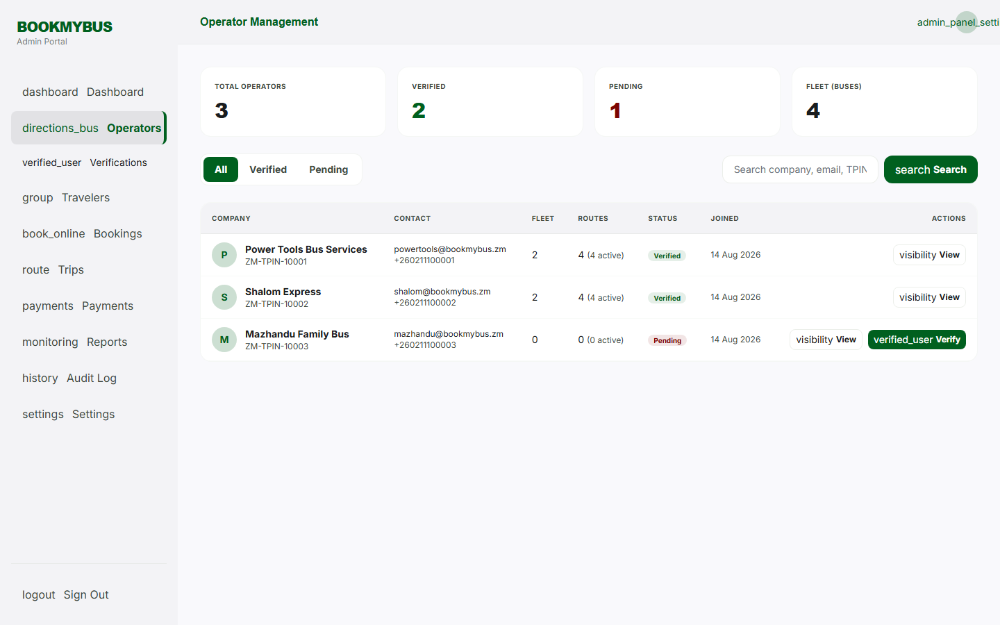 BOOKMYBUS
Admin Portal
dashboard Dashboard
directions_bus Operators
verified_user Verifications
group Travelers
book_online Bookings
route Trips
payments Payments
monitoring Reports
history Audit Log
settings Settings
logout Sign Out
Operator Management
admin_panel_setti
TOTAL OPERATORS
3
VERIFIED
2
PENDING
1
FLEET (BUSES)
4
All Verified Pending
Search company, email, TPIN
search Search
COMPANY CONTACT FLEET ROUTES STATUS JOINED ACTIONS
P Power Tools Bus Services powertools@bookmybus.zm 2 4 (4 active) Verified 14 Aug 2026 visibility View
ZM-TPIN-10001 +260211100001
S Shalom Express shalom@bookmybus.zm 2 4 (4 active) Verified 14 Aug 2026 visibility View
ZM-TPIN-10002 +260211100002
M Mazhandu Family Bus mazhandu@bookmybus.zm 0 0 (0 active) Pending 14 Aug 2026 visibility View verified_user Verify
ZM-TPIN-10003 +260211100003